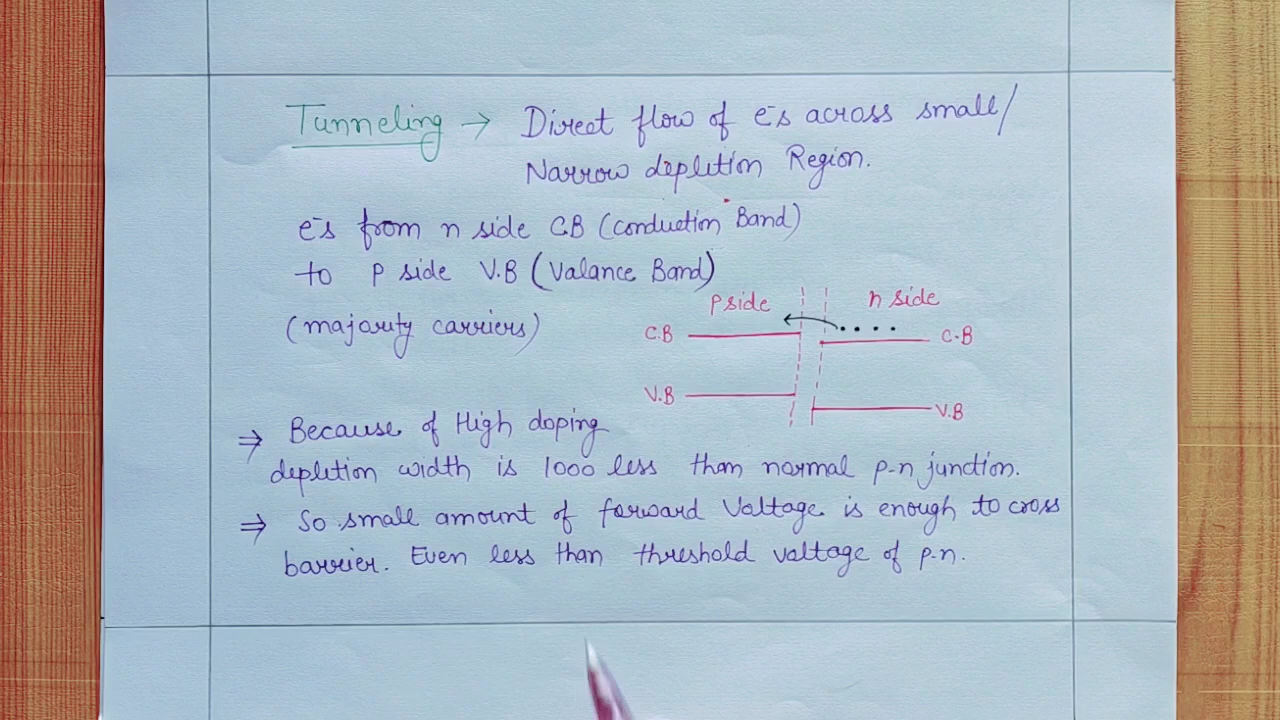 Tunneling → Direct flow of e⁻s across small/
Narrow depletion Region.
e⁻s from n side C.B (Conduction Band)
to p side V.B (Valance Band)
(majority carriers)
p side n side
C.B C.B
V.B V.B
⇒ Because of High doping
depletion width is 1000 less than normal p-n junction.
⇒ So small amount of forward Voltage is enough to cross
barrier. Even less than threshold voltage of p-n.